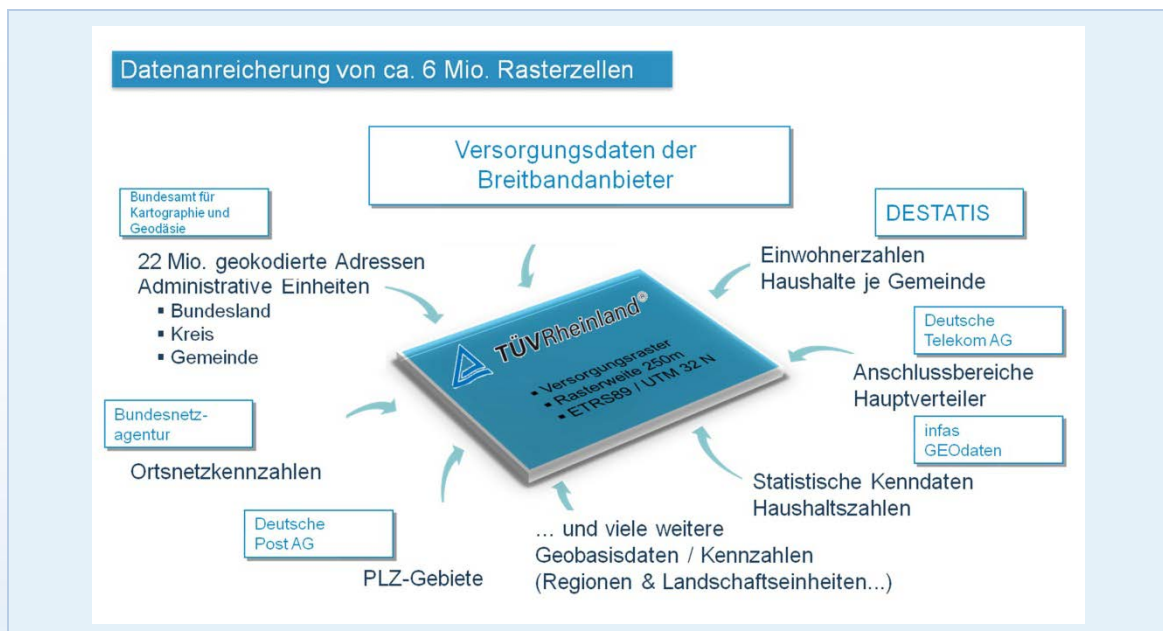 Datenanreicherung von ca. 6 Mio. Rasterzellen
Versorgungsdaten der
Breitbandanbieter
Bundesamt für
Kartographie und
Geodäsie
22 Mio. geokodierte Adressen
Administrative Einheiten
▪ Bundesland
▪ Kreis
▪ Gemeinde
DESTATIS
Einwohnerzahlen
Haushalte je Gemeinde
TÜVRheinland®
▪ Versorgungsraster
▪ Rasterweite 250m
▪ ETRS89 / UTM 32 N
Deutsche
Telekom AG
Anschlussbereiche
Hauptverteiler
Bundesnetz-
agentur
Ortsnetzkennzahlen
infas
GEOdaten
Statistische Kenndaten
Haushaltszahlen
Deutsche
Post AG
PLZ-Gebiete
... und viele weitere
Geobasisdaten / Kennzahlen
(Regionen & Landschaftseinheiten...)